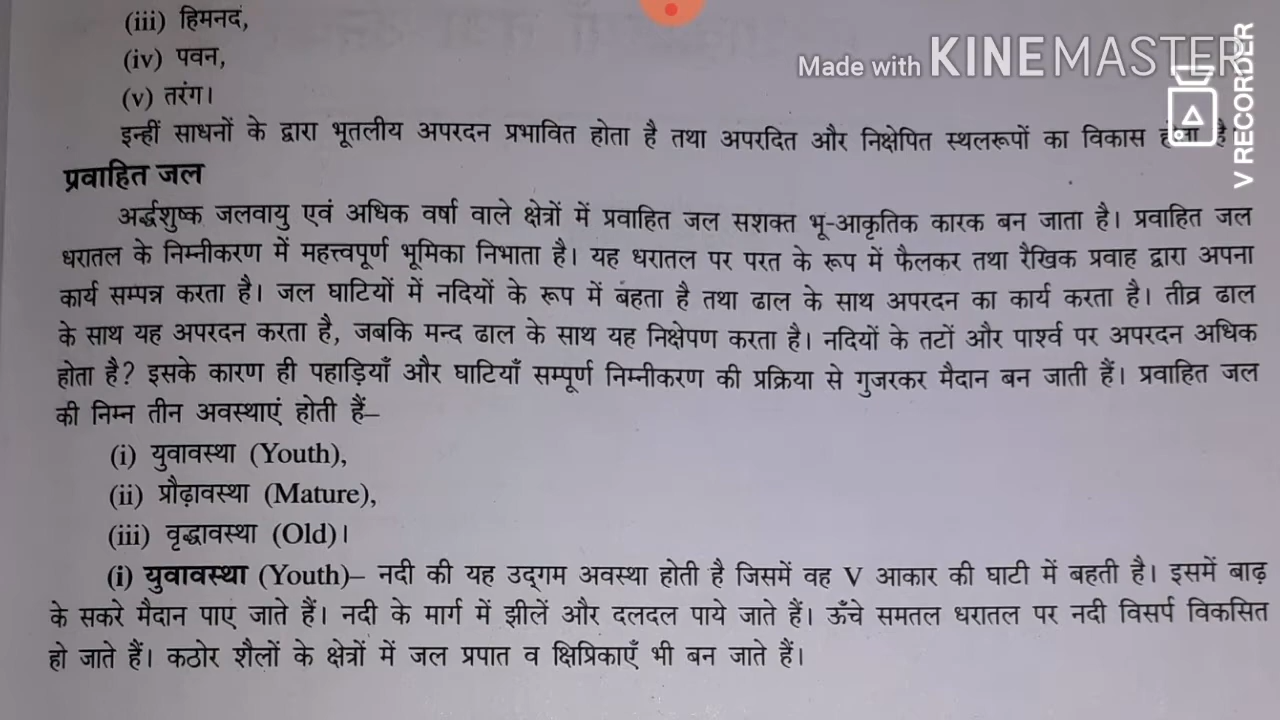 (iii) हिमनद,
(iv) पवन,
(v) तरंग।
Made with KINEMASTER
V RECORDER
इन्हीं साधनों के द्वारा भूतलीय अपरदन प्रभावित होता है तथा अपरदित और निक्षेपित स्थलरूपों का विकास है
प्रवाहित जल
अर्द्धशुष्क जलवायु एवं अधिक वर्षा वाले क्षेत्रों में प्रवाहित जल सशक्त भू-आकृतिक कारक बन जाता है। प्रवाहित जल
धरातल के निम्नीकरण में महत्त्वपूर्ण भूमिका निभाता है। यह धरातल पर परत के रूप में फैलकर तथा रैखिक प्रवाह द्वारा अपना
कार्य सम्पन्न करता है। जल घाटियों में नदियों के रूप में बहता है तथा ढाल के साथ अपरदन का कार्य करता है। तीव्र ढाल
के साथ यह अपरदन करता है, जबकि मन्द ढाल के साथ यह निक्षेपण करता है। नदियों के तटों और पार्श्व पर अपरदन अधिक
होता है? इसके कारण ही पहाड़ियाँ और घाटियाँ सम्पूर्ण निम्नीकरण की प्रक्रिया से गुजरकर मैदान बन जाती हैं। प्रवाहित जल
की निम्न तीन अवस्थाएं होती हैं–
(i) युवावस्था (Youth),
(ii) प्रौढ़ावस्था (Mature),
(iii) वृद्धावस्था (Old)।
(i) युवावस्था (Youth)– नदी की यह उद्‌गम अवस्था होती है जिसमें वह V आकार की घाटी में बहती है। इसमें बाढ़
के सकरे मैदान पाए जाते हैं। नदी के मार्ग में झीलें और दलदल पाये जाते हैं। ऊँचे समतल धरातल पर नदी विसर्प विकसित
हो जाते हैं। कठोर शैलों के क्षेत्रों में जल प्रपात व क्षिप्रिकाएँ भी बन जाते हैं।